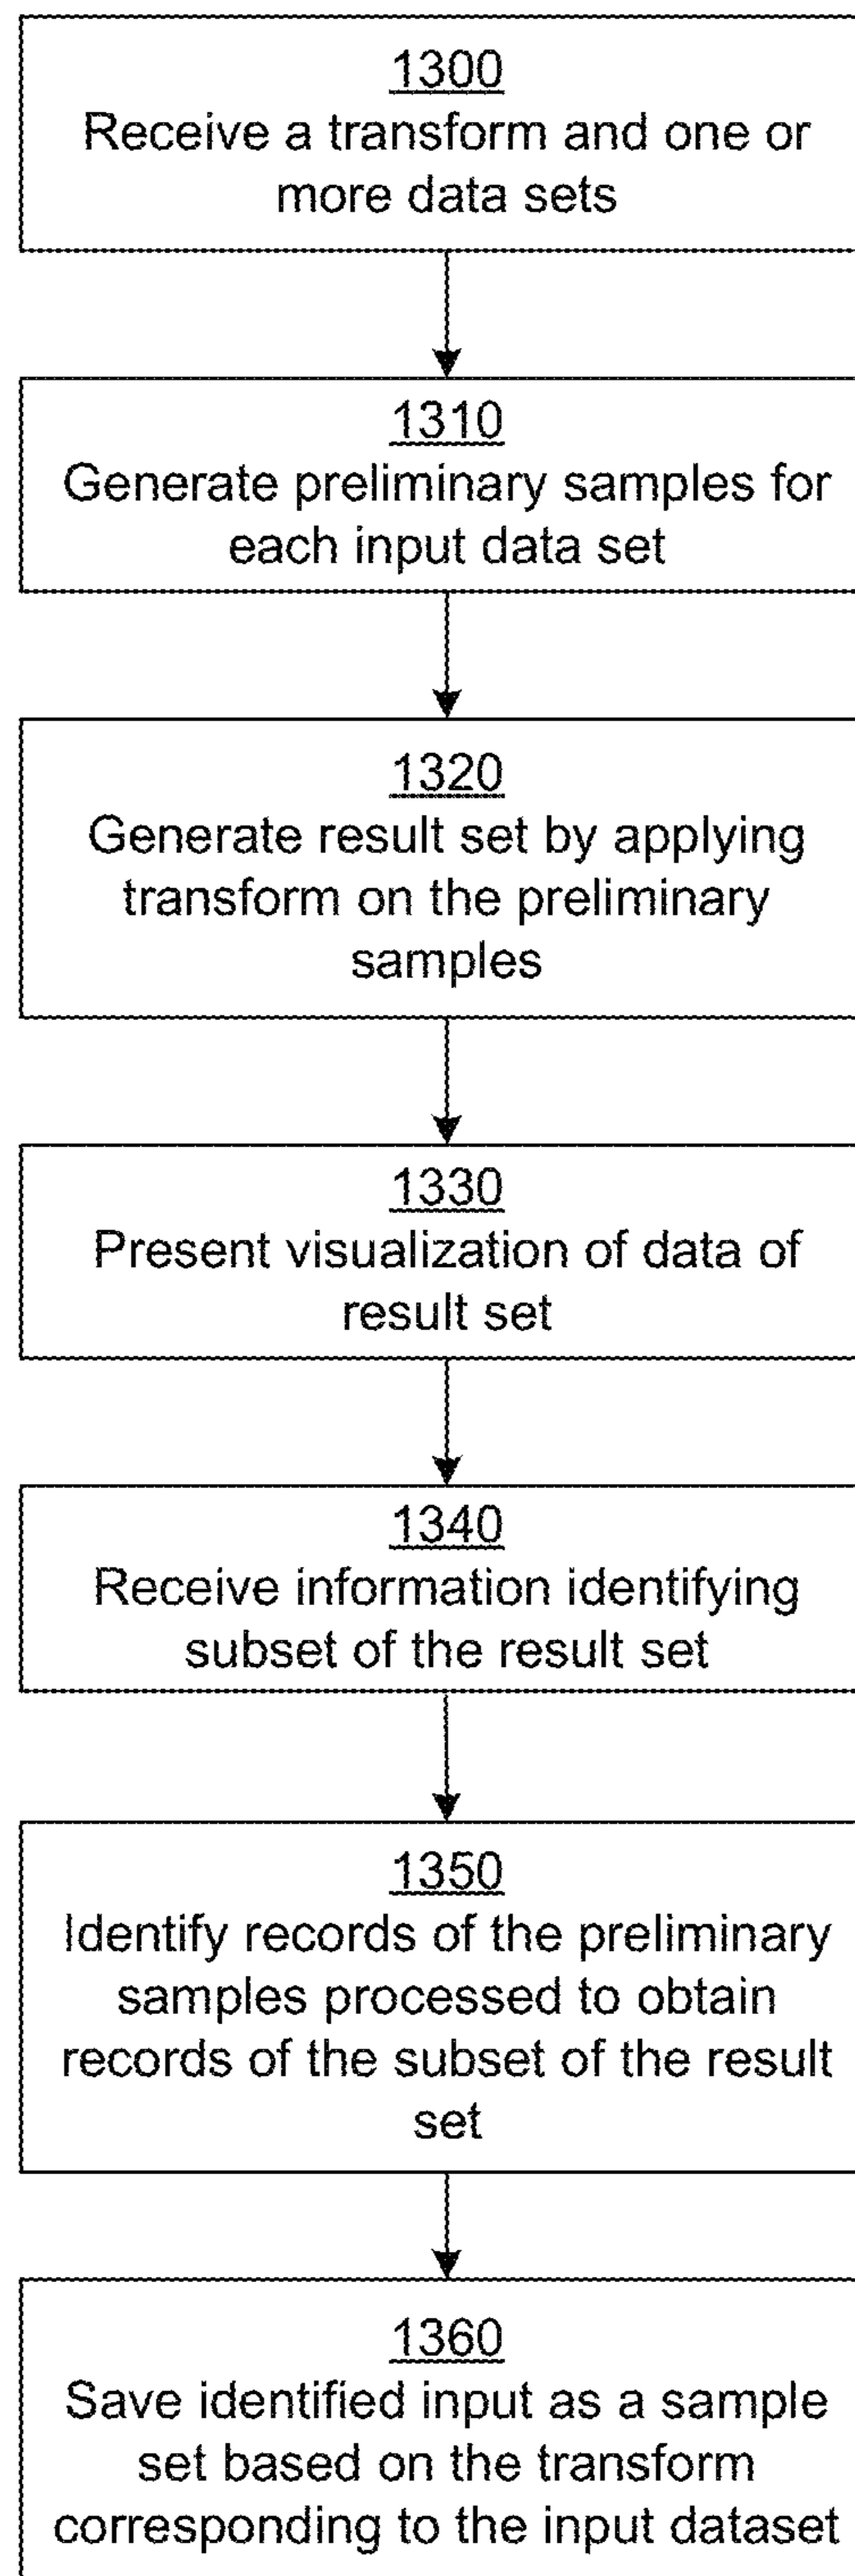 1300
Receive a transform and one or
more data sets
1310
Generate preliminary samples for
each input data set
1320
Generate result set by applying
transform on the preliminary
samples
1330
Present visualization of data of
result set
1340
Receive information identifying
subset of the result set
1350
Identify records of the preliminary
samples processed to obtain
records of the subset of the result
set
1360
Save identified input as a sample
set based on the transform
corresponding to the input dataset